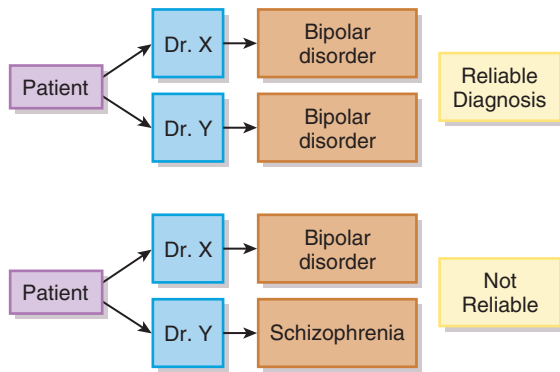 Patient
Dr. X
Bipolar
disorder
Dr. Y
Bipolar
disorder
Reliable
Diagnosis
Patient
Dr. X
Bipolar
disorder
Dr. Y
Schizophrenia
Not
Reliable